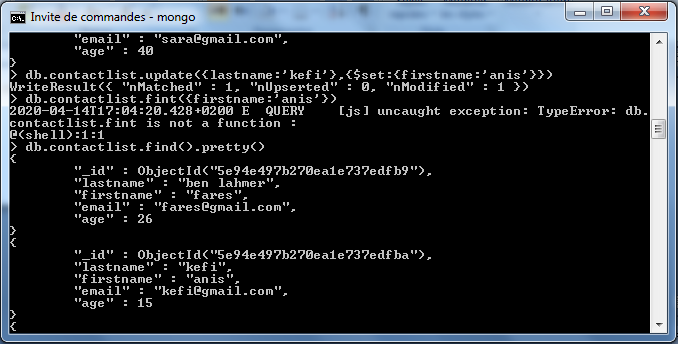 Invite de commandes - mongo
"email" : "sara@gmail.com",
"age" : 40
}
> db.contactlist.update({lastname:'kefi'},{$set:{firstname:'anis'}})
WriteResult({ "nMatched" : 1, "nUpserted" : 0, "nModified" : 1 })
> db.contactlist.fint({firstname:'anis'})
2020-04-14T17:04:20.428+0200 E  QUERY    [js] uncaught exception: TypeError: db.
contactlist.fint is not a function :
@(shell):1:1
> db.contactlist.find().pretty()
{
"_id" : ObjectId("5e94e497b270ea1e737edfb9"),
"lastname" : "ben lahmer",
"firstname" : "fares",
"email" : "fares@gmail.com",
"age" : 26
}
{
"_id" : ObjectId("5e94e497b270ea1e737edfba"),
"lastname" : "kefi",
"firstname" : "anis",
"email" : "kefi@gmail.com",
"age" : 15
}
{